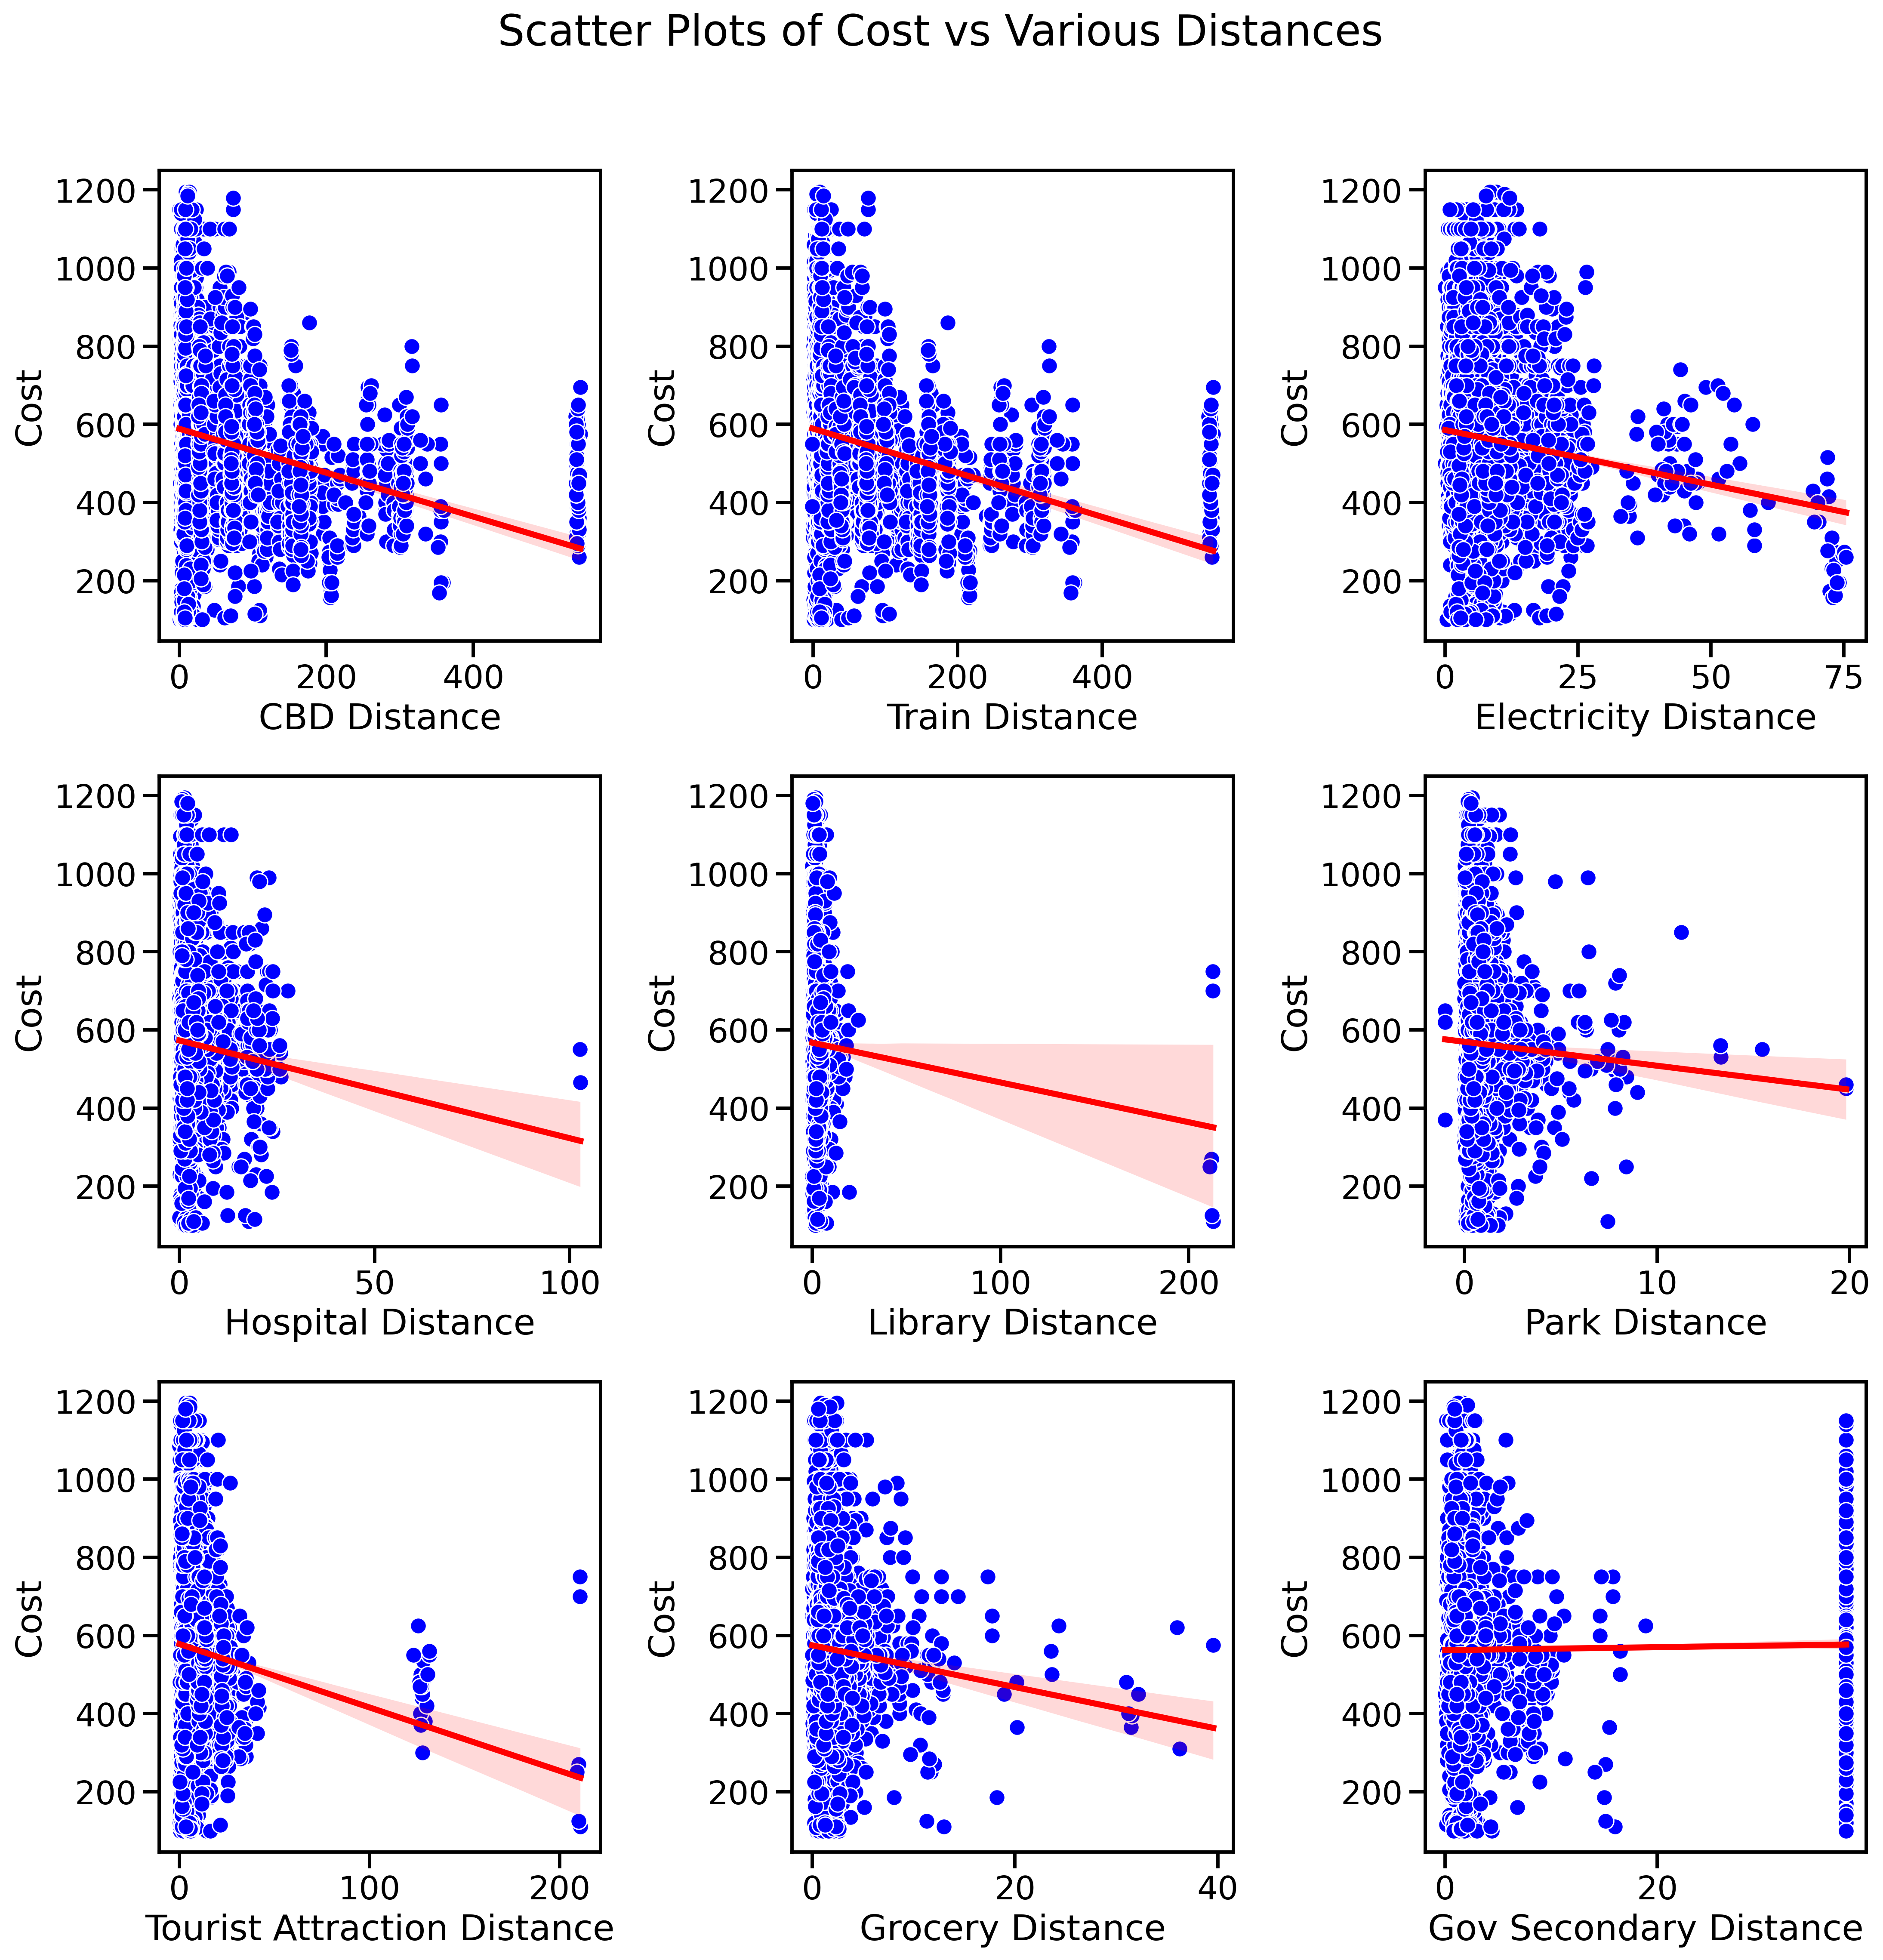 Scatter Plots of Cost vs Various Distances
1200 1000 800 600 400 200
Cost
0 200 400
CBD Distance
1200 1000 800 600 400 200
Cost
0 200 400
Train Distance
1200 1000 800 600 400 200
Cost
0 25 50 75
Electricity Distance
1200 1000 800 600 400 200
Cost
0 50 100
Hospital Distance
1200 1000 800 600 400 200
Cost
0 100 200
Library Distance
1200 1000 800 600 400 200
Cost
0 10 20
Park Distance
1200 1000 800 600 400 200
Cost
0 100 200
Tourist Attraction Distance
1200 1000 800 600 400 200
Cost
0 20 40
Grocery Distance
1200 1000 800 600 400 200
Cost
0 20
Gov Secondary Distance